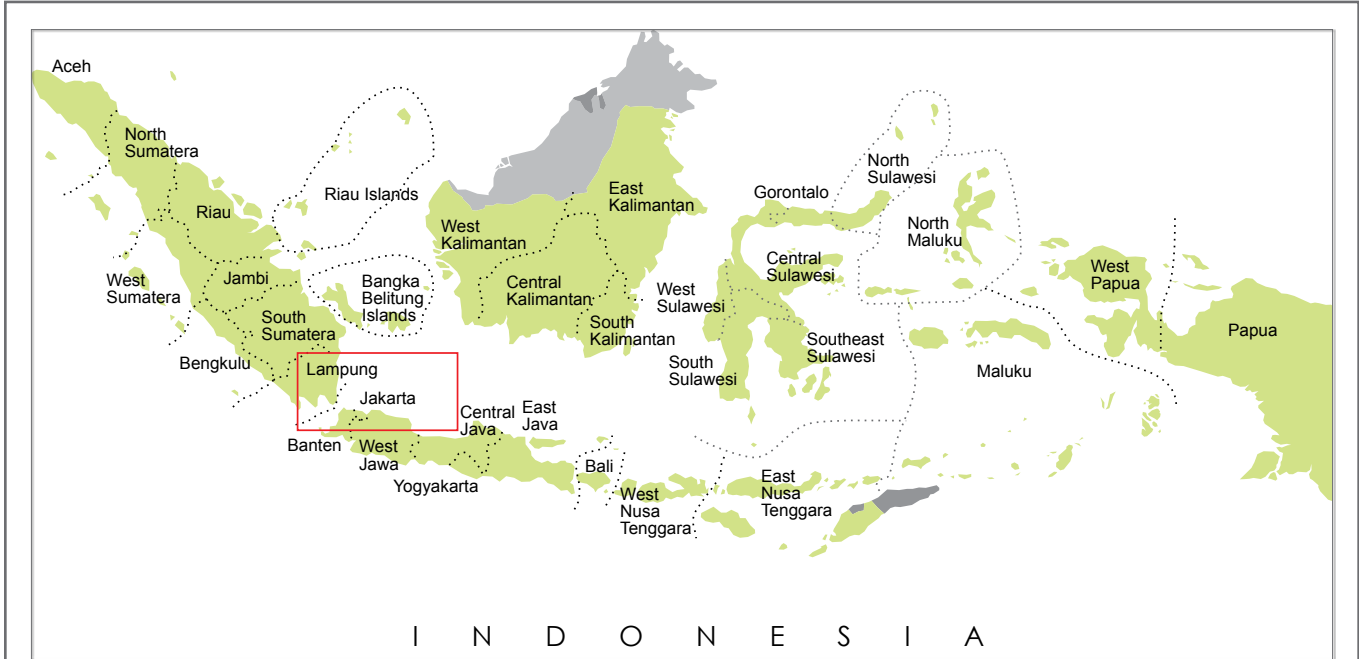 Aceh
North
Sumatera
Riau Islands
Riau
West
Sumatera
Jambi
Bangka
Belitung
Islands
South
Sumatera
Bengkulu
Lampung
Jakarta
Banten
West
Jawa
Central
Java
East
Java
Yogyakarta
Bali
West
Nusa
Tenggara
East
Nusa
Tenggara
West
Kalimantan
Central
Kalimantan
East
Kalimantan
South
Kalimantan
Gorontalo
North
Sulawesi
Central
Sulawesi
West
Sulawesi
South
Sulawesi
Southeast
Sulawesi
North
Maluku
Maluku
West
Papua
Papua
INDONESIA